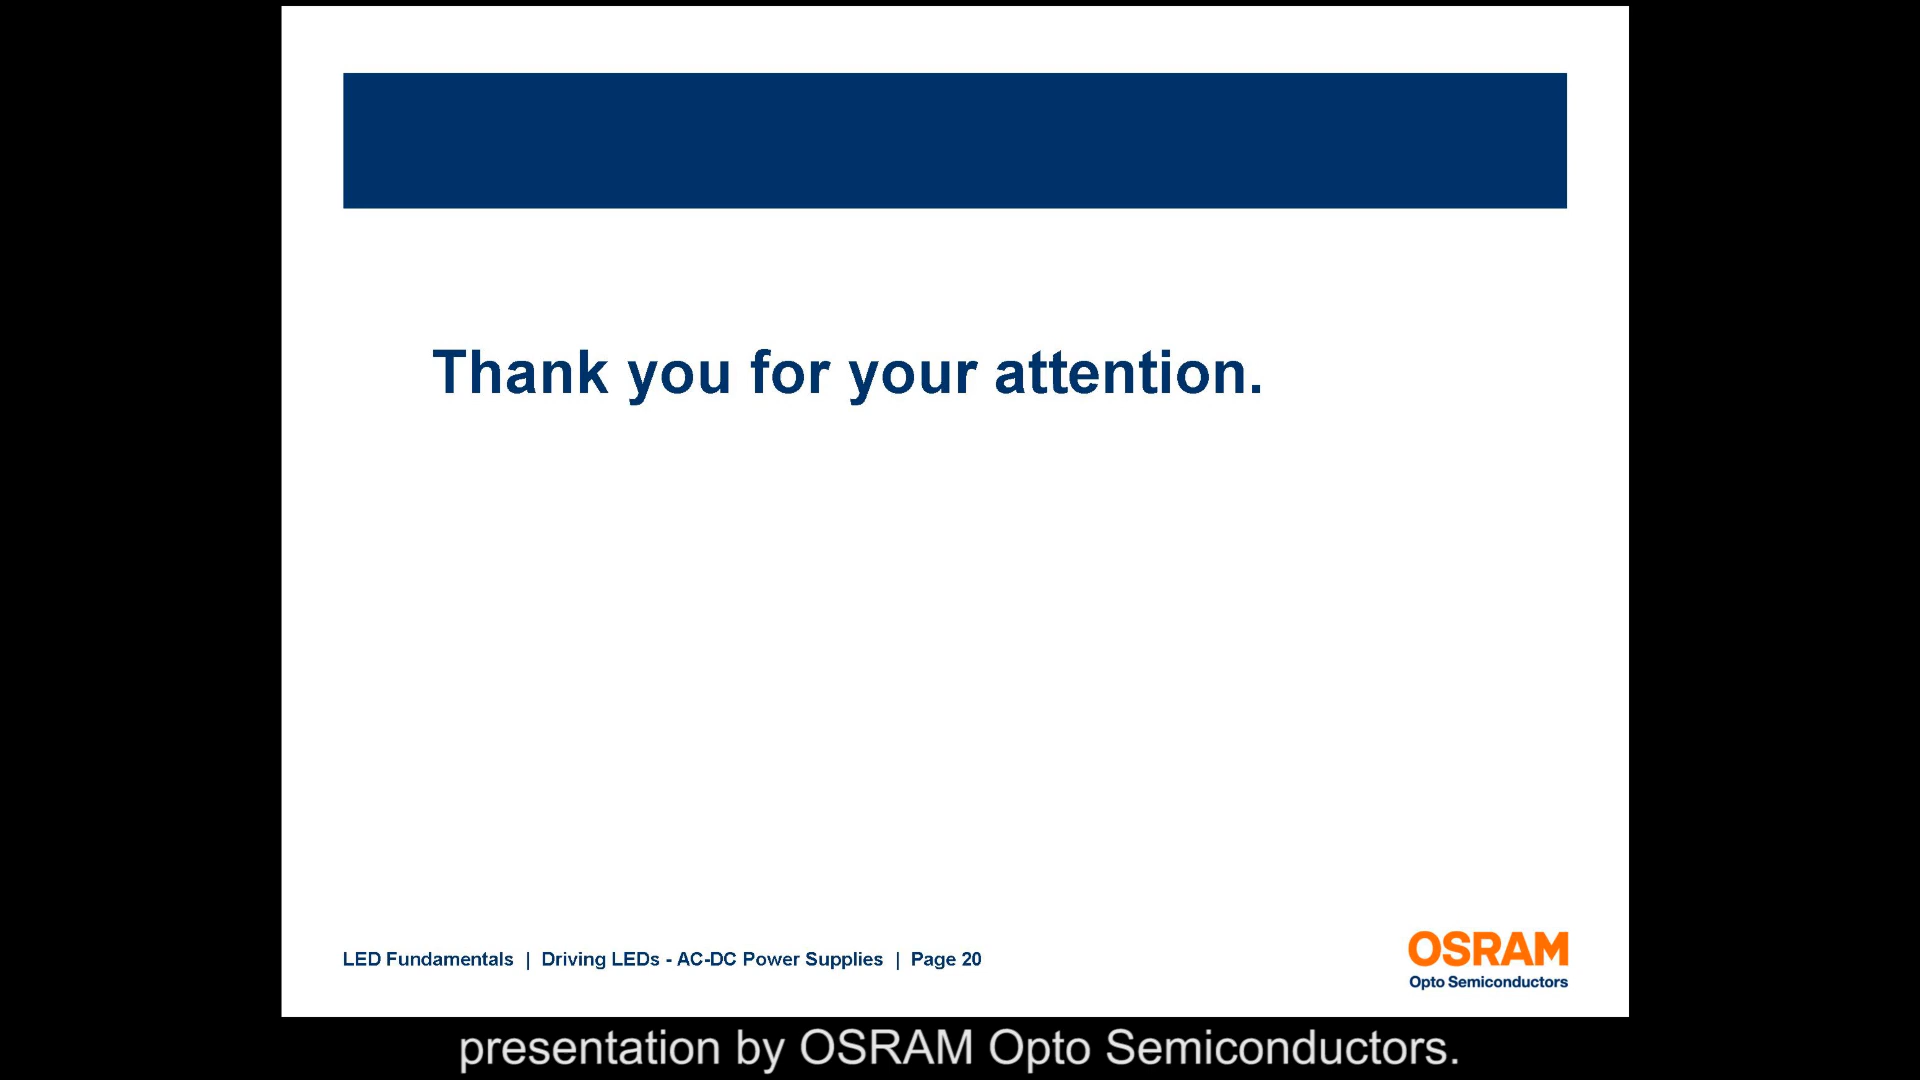 Thank you for your attention.
LED Fundamentals | Driving LEDs - AC-DC Power Supplies | Page 20
OSRAM
Opto Semiconductors
presentation by OSRAM Opto Semiconductors.